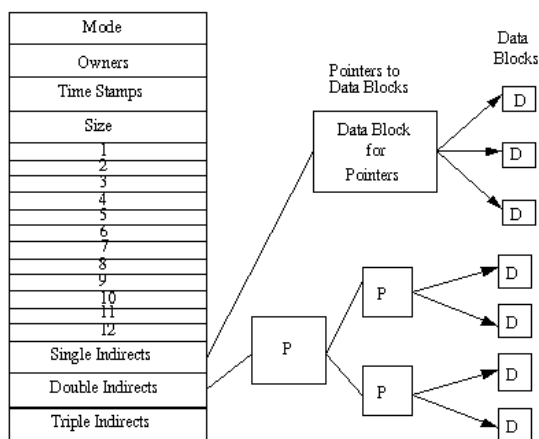 Mode
Owners
Time Stamps
Size
1
2
3
4
5
6
7
8
9
10
11
12
Single Indirects
Double Indirects
Triple Indirects
Pointers to
Data Blocks
Data Block
for
Pointers
Data
Blocks
D
D
D
P
P
P
D
D
D
D